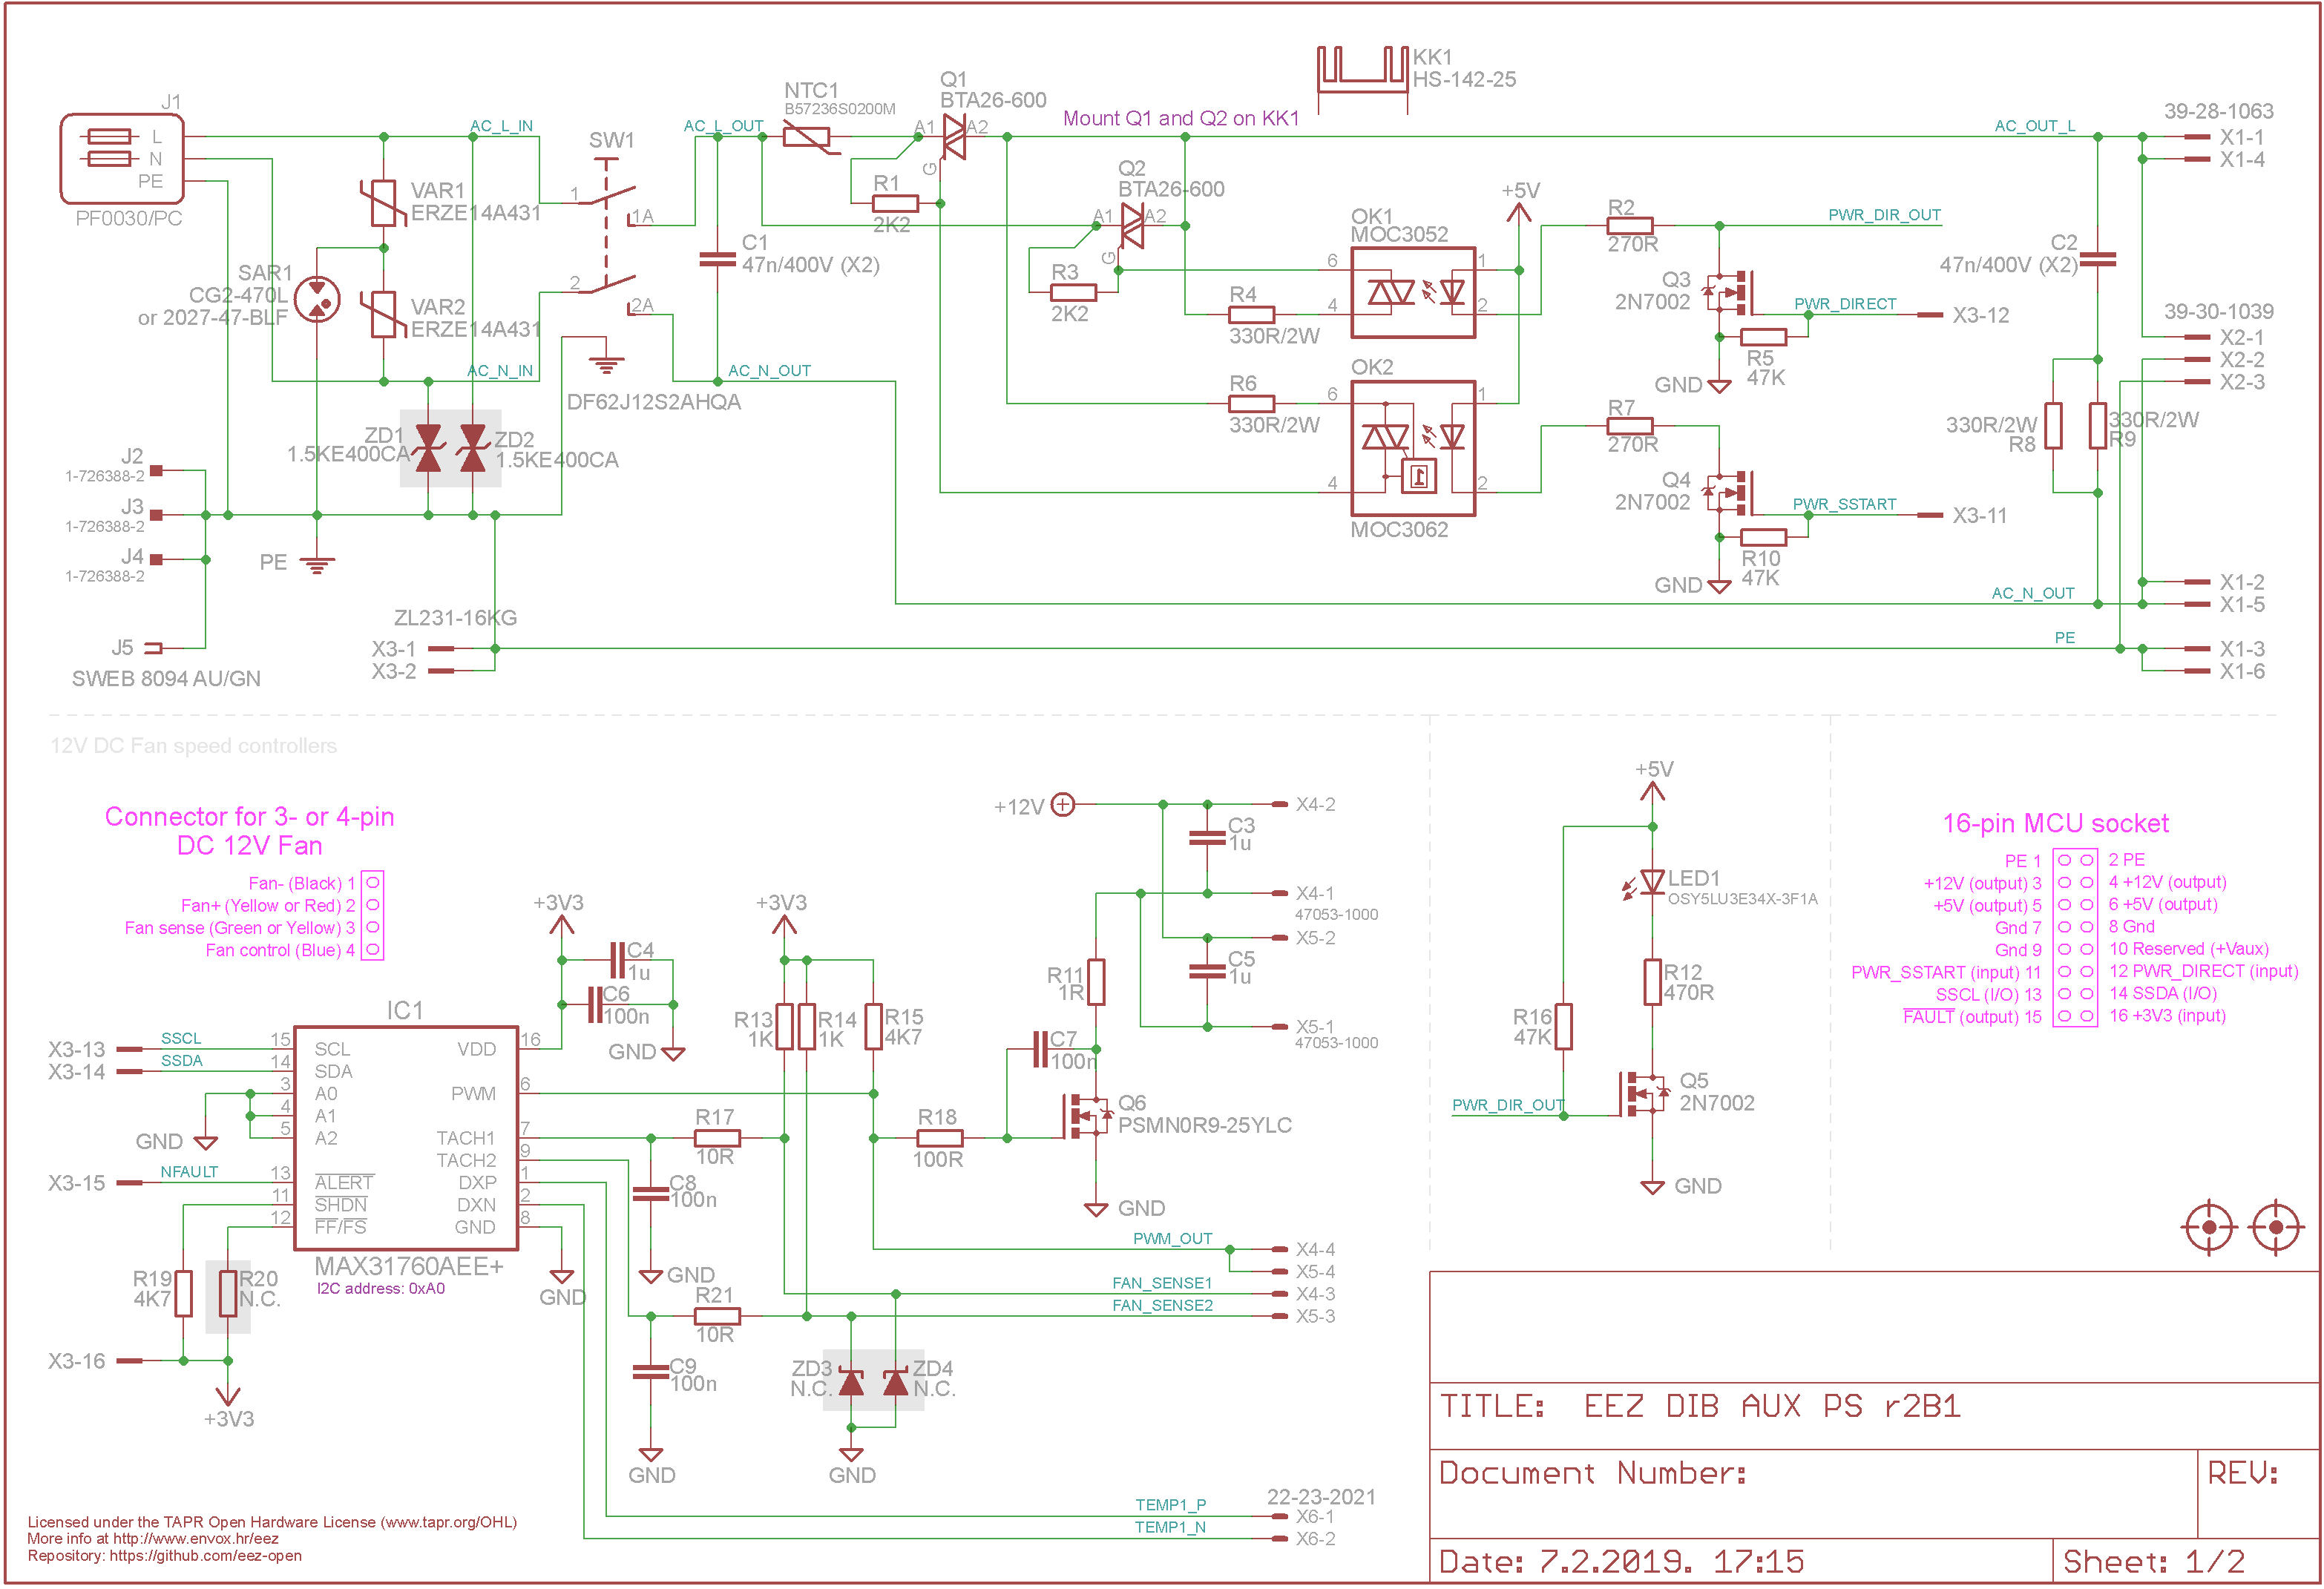 KK1
HS-142-25
Mount Q1 and Q2 on KK1
J1
L
N
PE
PF0030/PC
AC_L_IN
VAR1
ERZE14A431
SAR1
CG2-470L
or 2027-47-BLF
VAR2
ERZE14A431
AC_N_IN
SW1
1
1A
2
2A
DF62J12S2AHQA
ZD1
1.5KE400CA
ZD2
1.5KE400CA
J2
1-726388-2
J3
1-726388-2
J4
1-726388-2
PE
J5
SWEB 8094 AU/GN
ZL231-16KG
X3-1
X3-2
AC_L_OUT
C1
47n/400V (X2)
AC_N_OUT
NTC1
B57236S0200M
Q1
BTA26-600
A1
A2
G
R1
2K2
Q2
BTA26-600
A1
A2
G
R3
2K2
R4
330R/2W
R6
330R/2W
OK1
MOC3052
6
4
1
2
OK2
6
4
1
2
MOC3062
+5V
R2
270R
PWR_DIR_OUT
Q3
2N7002
PWR_DIRECT
X3-12
R5
47K
GND
R7
270R
Q4
2N7002
PWR_SSTART
X3-11
R10
47K
GND
AC_OUT_L
39-28-1063
X1-1
X1-4
C2
47n/400V (X2)
39-30-1039
X2-1
X2-2
X2-3
330R/2W
R8
330R/2W
R9
AC_N_OUT
X1-2
X1-5
PE
X1-3
X1-6
12V DC Fan speed controllers
Connector for 3- or 4-pin
DC 12V Fan
Fan- (Black) 1
Fan+ (Yellow or Red) 2
Fan sense (Green or Yellow) 3
Fan control (Blue) 4
+3V3
C4
1u
C6
100n
GND
IC1
X3-13
SSCL
15
SCL
X3-14
SSDA
14
SDA
3
A0
4
A1
5
A2
GND
X3-15
NFAULT
13
ALERT
11
SHDN
12
FF/FS
VDD
16
PWM
6
TACH1
7
TACH2
9
DXP
1
DXN
2
GND
8
MAX31760AEE+
I2C address: 0xA0
GND
R19
4K7
R20
N.C.
X3-16
+3V3
+3V3
R13
1K
R14
1K
R15
4K7
R17
10R
C8
100n
GND
R21
10R
C9
100n
GND
R18
100R
C7
100n
R11
1R
Q6
PSMN0R9-25YLC
GND
+12V
C3
1u
X4-2
X4-1
47053-1000
X5-2
C5
1u
X5-1
47053-1000
PWM_OUT
X4-4
X5-4
FAN_SENSE1
X4-3
FAN_SENSE2
X5-3
ZD3
N.C.
ZD4
N.C.
GND
22-23-2021
TEMP1_P
X6-1
TEMP1_N
X6-2
+5V
LED1
OSY5LU3E34X-3F1A
R12
470R
R16
47K
PWR_DIR_OUT
Q5
2N7002
GND
16-pin MCU socket
PE 1
2 PE
+12V (output) 3
4 +12V (output)
+5V (output) 5
6 +5V (output)
Gnd 7
8 Gnd
Gnd 9
10 Reserved (+Vaux)
PWR_SSTART (input) 11
12 PWR_DIRECT (input)
SSCL (I/O) 13
14 SSDA (I/O)
FAULT (output) 15
16 +3V3 (input)
Licensed under the TAPR Open Hardware License (www.tapr.org/OHL)
More info at http://www.envox.hr/eez
Repository: https://github.com/eez-open
TITLE: EEZ DIB AUX PS r2B1
Document Number:
REV:
Date: 7.2.2019. 17:15
Sheet: 1/2